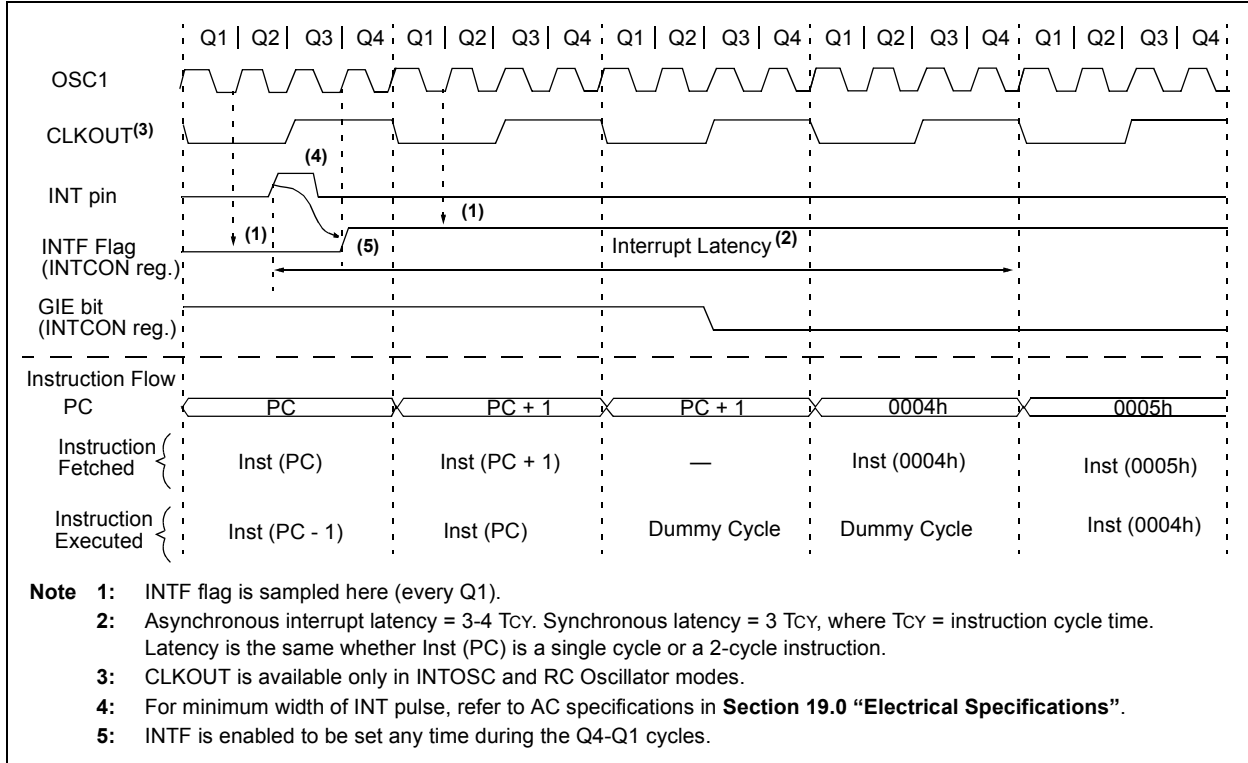 Q1 Q2 Q3 Q4 Q1 Q2 Q3 Q4 Q1 Q2 Q3 Q4 Q1 Q2 Q3 Q4 Q1 Q2 Q3 Q4
OSC1
CLKOUT(3)
(4)
INT pin
(1)
(1)
(5)
INTF Flag
(INTCON reg.)
Interrupt Latency (2)
GIE bit
(INTCON reg.)
Instruction Flow
PC PC PC + 1 PC + 1 0004h 0005h
Instruction
Fetched
Inst (PC) Inst (PC + 1) — Inst (0004h) Inst (0005h)
Instruction
Executed
Inst (PC - 1) Inst (PC) Dummy Cycle Dummy Cycle Inst (0004h)
Note 1: INTF flag is sampled here (every Q1).
2: Asynchronous interrupt latency = 3-4 TCY. Synchronous latency = 3 TCY, where TCY = instruction cycle time.
Latency is the same whether Inst (PC) is a single cycle or a 2-cycle instruction.
3: CLKOUT is available only in INTOSC and RC Oscillator modes.
4: For minimum width of INT pulse, refer to AC specifications in Section 19.0 “Electrical Specifications”.
5: INTF is enabled to be set any time during the Q4-Q1 cycles.